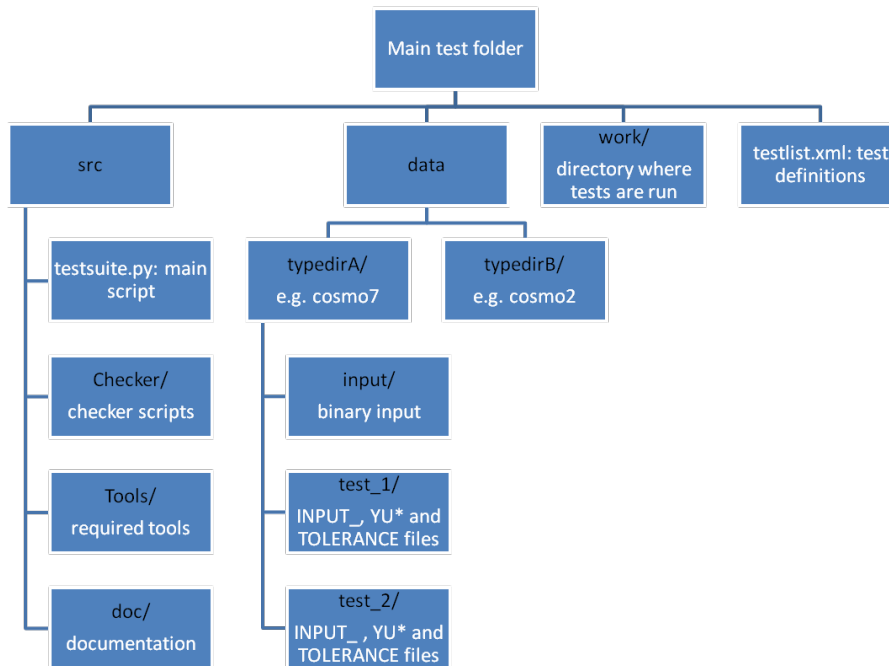 Main test folder
src
data
work/
directory where
tests are run
testlist.xml: test
definitions
testsuite.py: main
script
typedirA/
e.g. cosmo7
typedirB/
e.g. cosmo2
Checker/
checker scripts
input/
binary input
Tools/
required tools
test_1/
INPUT_, YU* and
TOLERANCE files
doc/
documentation
test_2/
INPUT_ , YU* and
TOLERANCE files